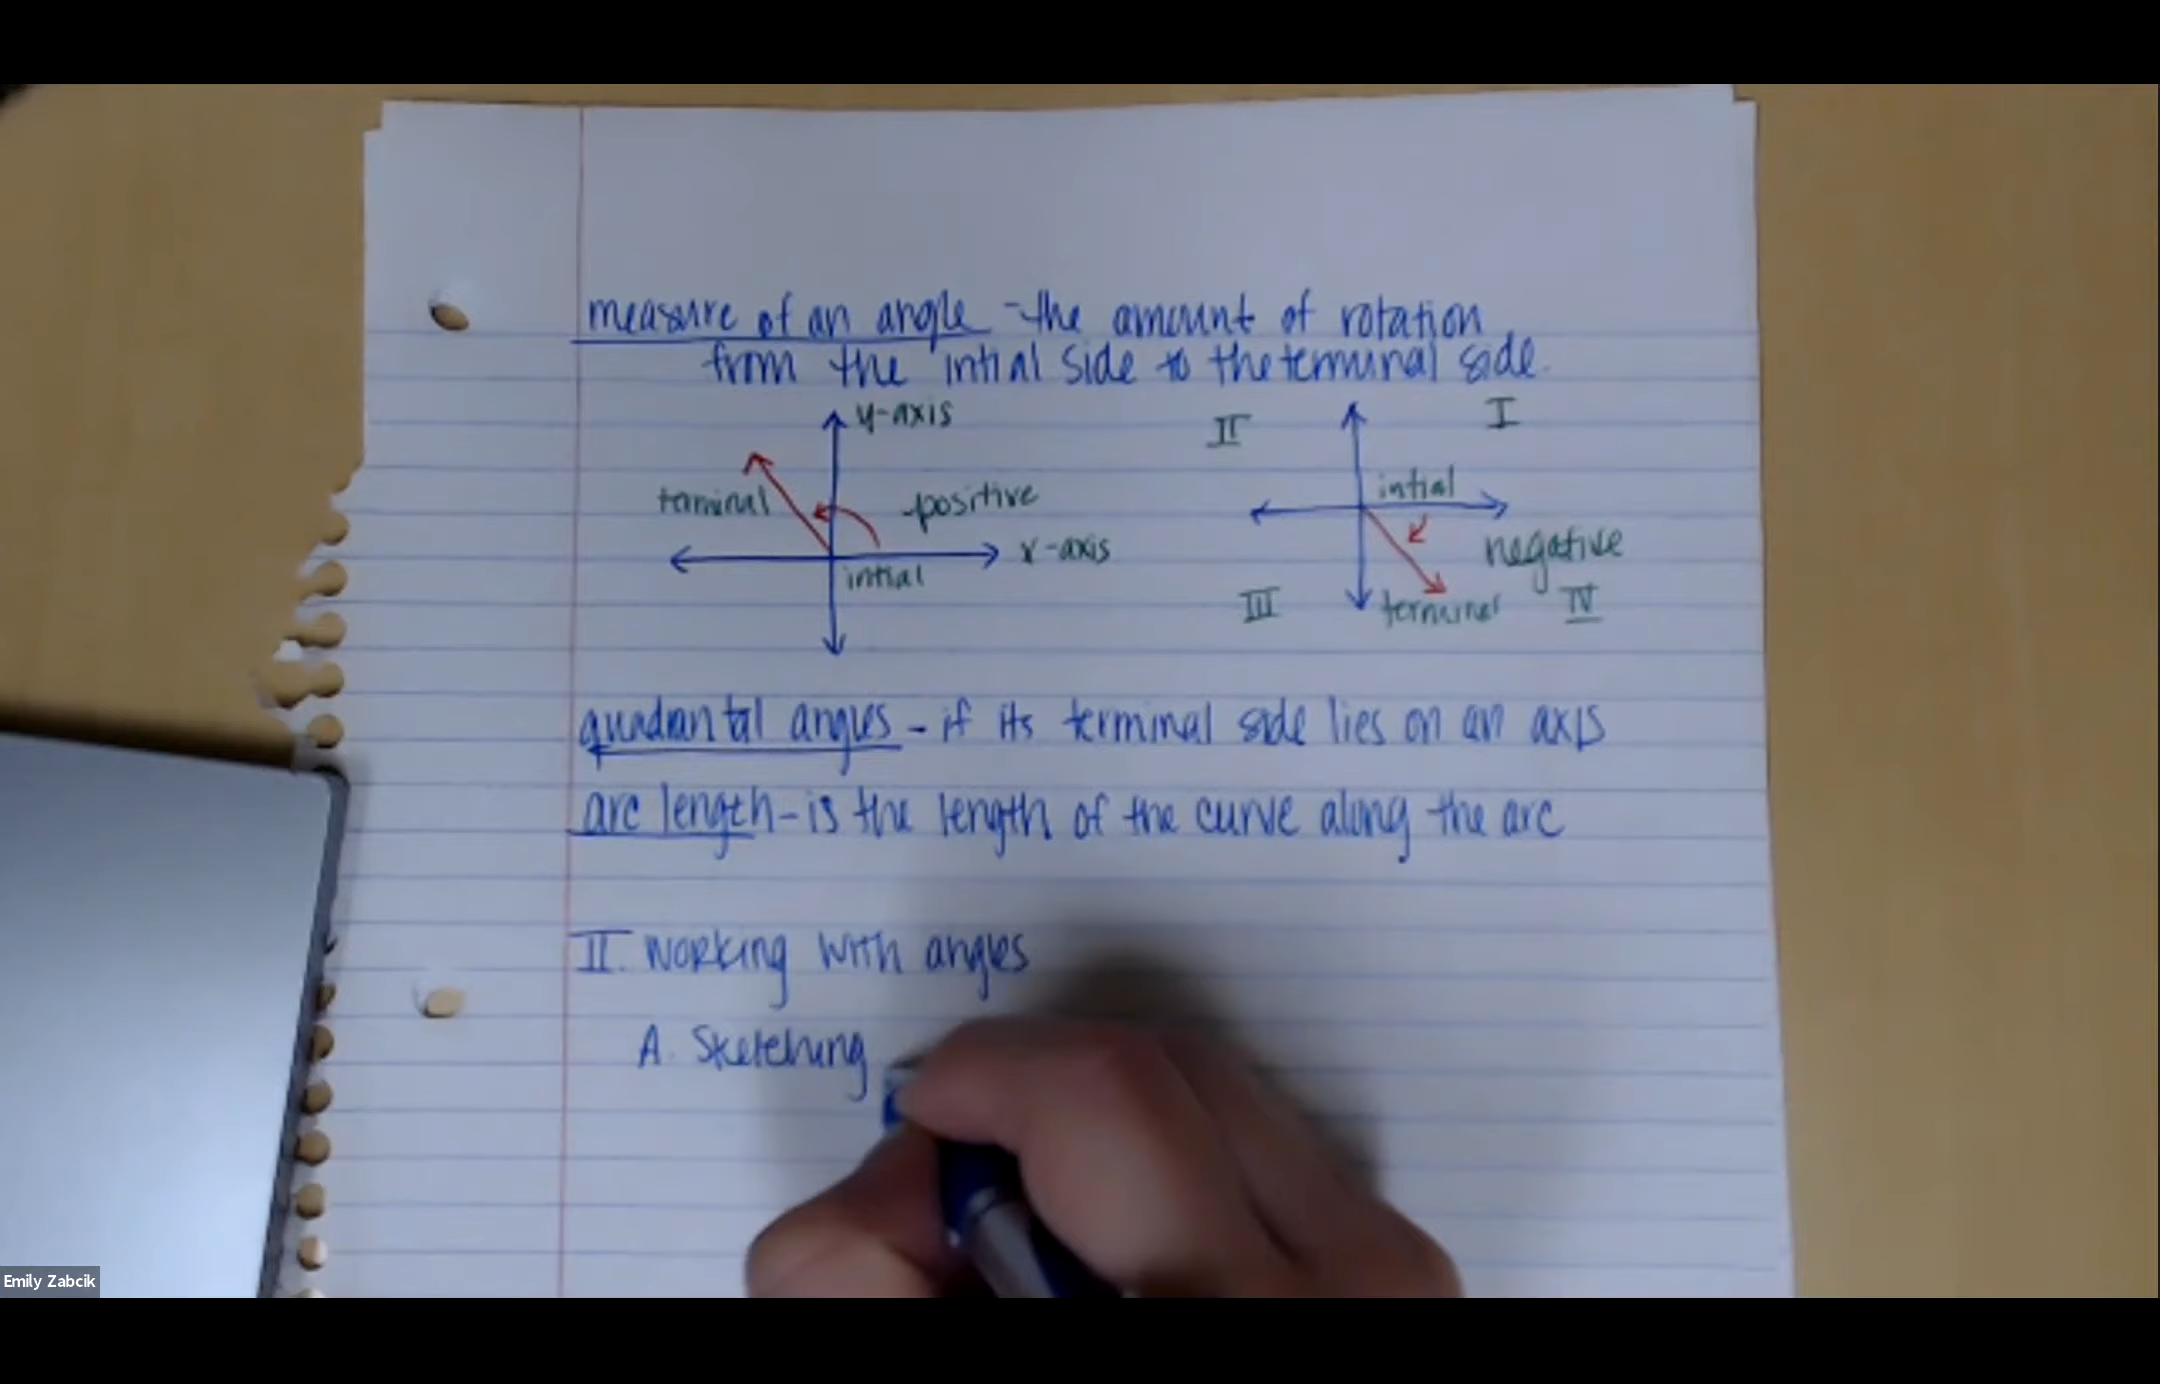 measure of an angle - the amount of rotation
from the intial side to the terminal side.
y-axis
terminal
positive
x-axis
intial
II
I
intial
negative
III
terminal
IV
quadrantal angles - if its terminal side lies on an axis
arc length - is the length of the curve along the arc
II. Working with angles
A. Sketching
Emily Zabcik